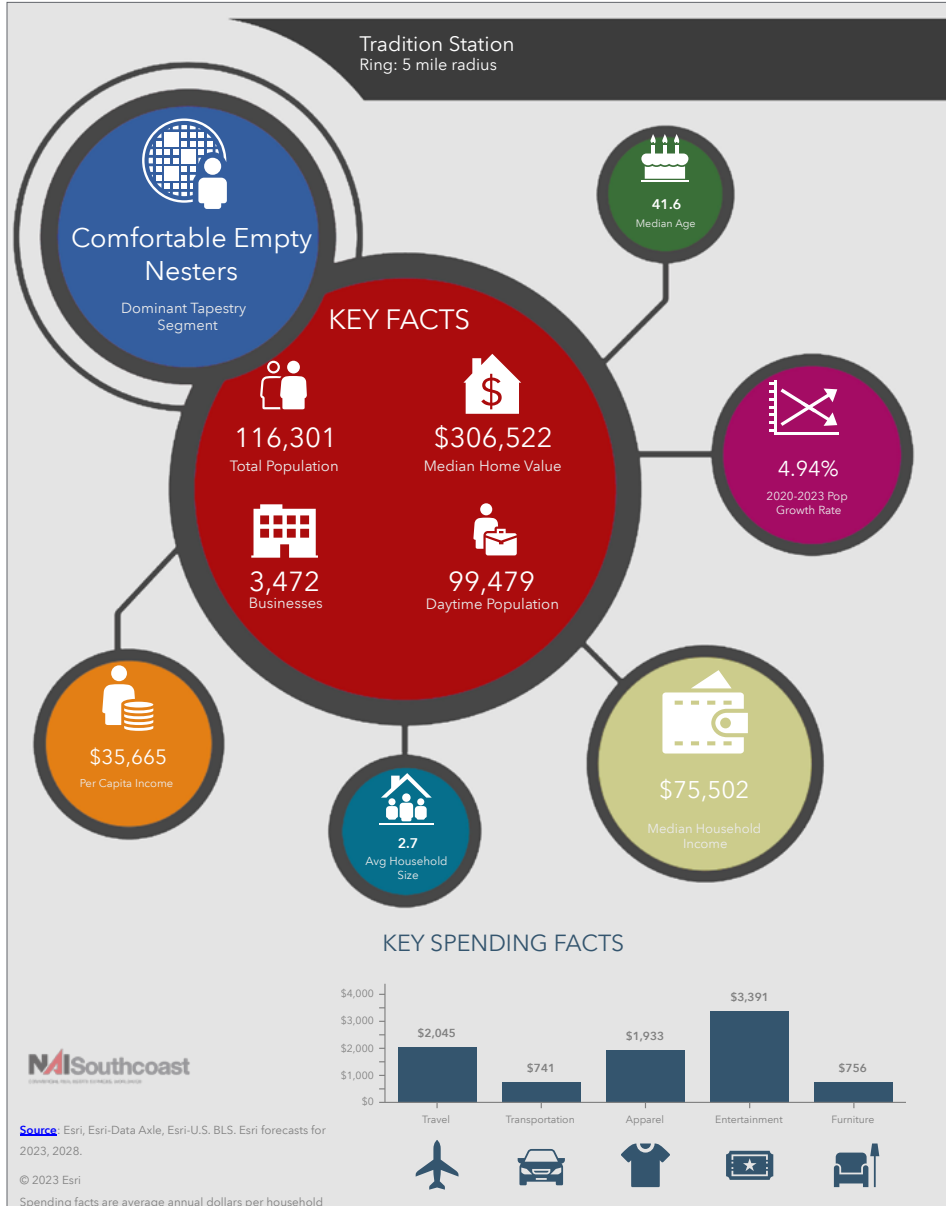 Tradition Station
Ring: 5 mile radius
Comfortable Empty
Nesters
Dominant Tapestry
Segment
41.6
Median Age
KEY FACTS
116,301
Total Population
$306,522
Median Home Value
3,472
Businesses
99,479
Daytime Population
4.94%
2020-2023 Pop
Growth Rate
$35,665
Per Capita Income
2.7
Avg Household
Size
$75,502
Median Household
Income
KEY SPENDING FACTS
$4,000
$3,000
$2,000
$1,000
$0
$2,045
$741
$1,933
$3,391
$756
Travel
Transportation
Apparel
Entertainment
Furniture
NAISouthcoast
Source: Esri, Esri-Data Axle, Esri-U.S. BLS. Esri forecasts for
2023, 2028.
© 2023 Esri
Spending facts are average annual dollars per household